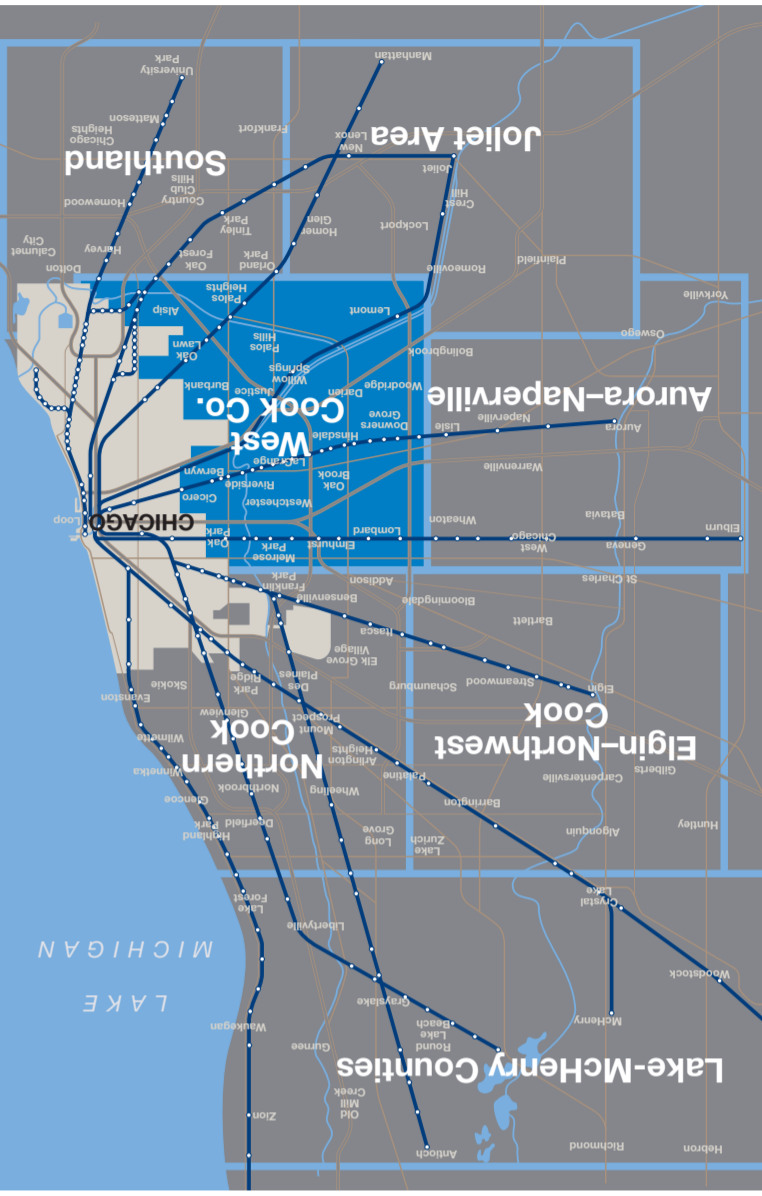 Hebron
Richmond
Antioch
Old
Mill
Creek
Zion
Lake-McHenry Counties
McHenry
Round
Lake
Beach
Gurnee
Waukegan
Grayslake
LAKE
MICHIGAN
Woodstock
Libertyville
Crystal
Lake
Lake
Forest
Huntley
Algonquin
Lake
Zurich
Long
Grove
Deerfield
Highland
Park
Barrington
Wheeling
Northbrook
Glencoe
Gilberts
Carpentersville
Palatine
Arlington
Heights
Winnetka
Elgin–Northwest
Cook
Northern
Cook
Wilmette
Mount
Prospect
Glenview
Elgin
Streamwood
Schaumburg
Des
Plaines
Park
Ridge
Skokie
Evanston
Elk Grove
Village
Itasca
Bartlett
Bloomingdale
Bensenville
Franklin
Park
St Charles
Addison
Melrose
Park
Elburn
Geneva
West
Chicago
Wheaton
Lombard
Elmhurst
Oak
Park
CHICAGO
Loop
Batavia
Westchester
Cicero
Warrenville
Oak
Brook
Riverside
Berwyn
LaGrange
Aurora
Naperville
Lisle
Downers
Grove
Hinsdale
West
Cook Co.
Aurora–Naperville
Woodridge
Darien
Justice
Burbank
Willow
Springs
Bolingbrook
Oak
Lawn
Palos
Hills
Oswego
Lemont
Alsip
Yorkville
Palos
Heights
Plainfield
Romeoville
Orland
Park
Oak
Forest
Dolton
Harvey
Calumet
City
Lockport
Homer
Glen
Tinley
Park
Crest
Hill
Country
Club
Hills
Homewood
Joliet
Joliet Area
New
Lenox
Southland
Frankfort
Chicago
Heights
Matteson
Manhattan
University
Park